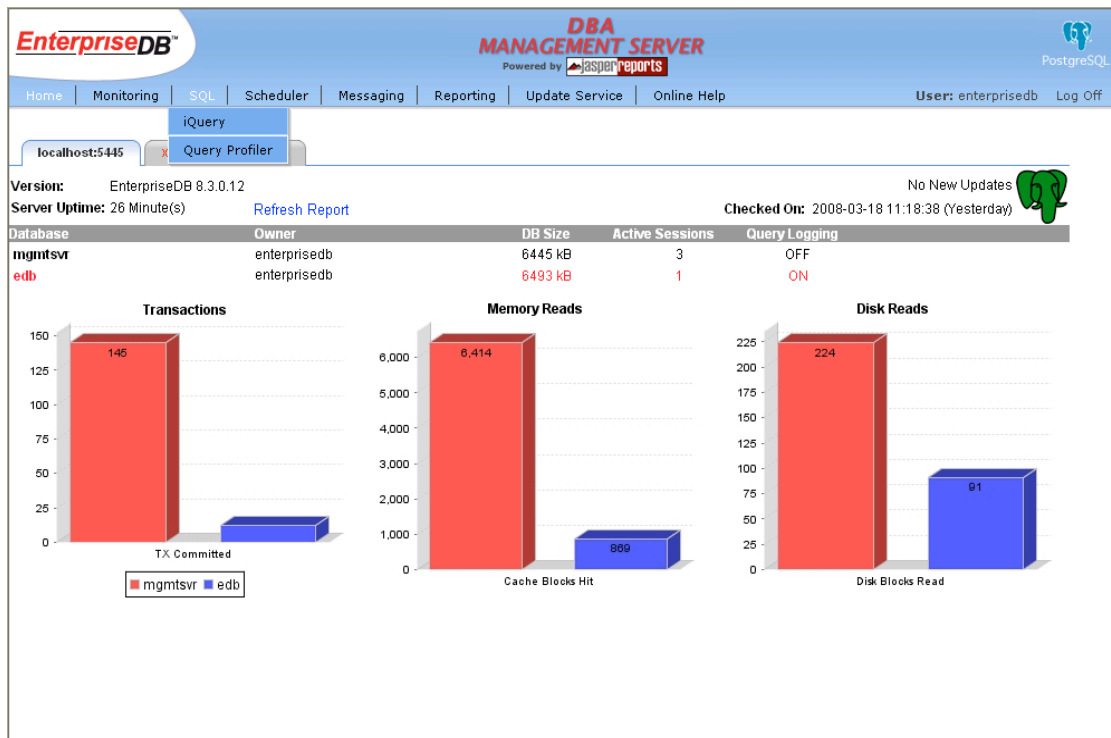 EnterpriseDB™
DBA
MANAGEMENT SERVER
Powered by jasperreports
PostgreSQL
Home Monitoring SQL Scheduler Messaging Reporting Update Service Online Help User: enterprisedb Log Off
iQuery
Query Profiler
localhost:5445 X
Version: EnterpriseDB 8.3.0.12 No New Updates
Server Uptime: 26 Minute(s) Refresh Report Checked On: 2008-03-18 11:18:38 (Yesterday)
Database Owner DB Size Active Sessions Query Logging
mgmtsvr enterprisedb 6445 kB 3 OFF
edb enterprisedb 6493 kB 1 ON
Transactions
150
125
100
75
50
25
0
145
TX Committed
mgmtsvr edb
Memory Reads
6,000
5,000
4,000
3,000
2,000
1,000
0
6,414
869
Cache Blocks Hit
Disk Reads
225
200
175
150
125
100
75
50
25
0
224
91
Disk Blocks Read